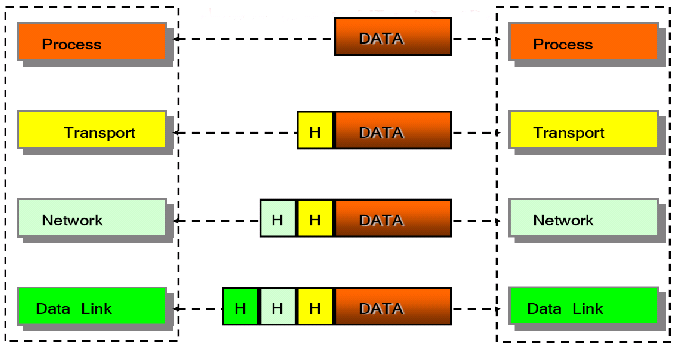 Process DATA Process
Transport H DATA Transport
Network H H DATA Network
Data Link H H H DATA Data Link